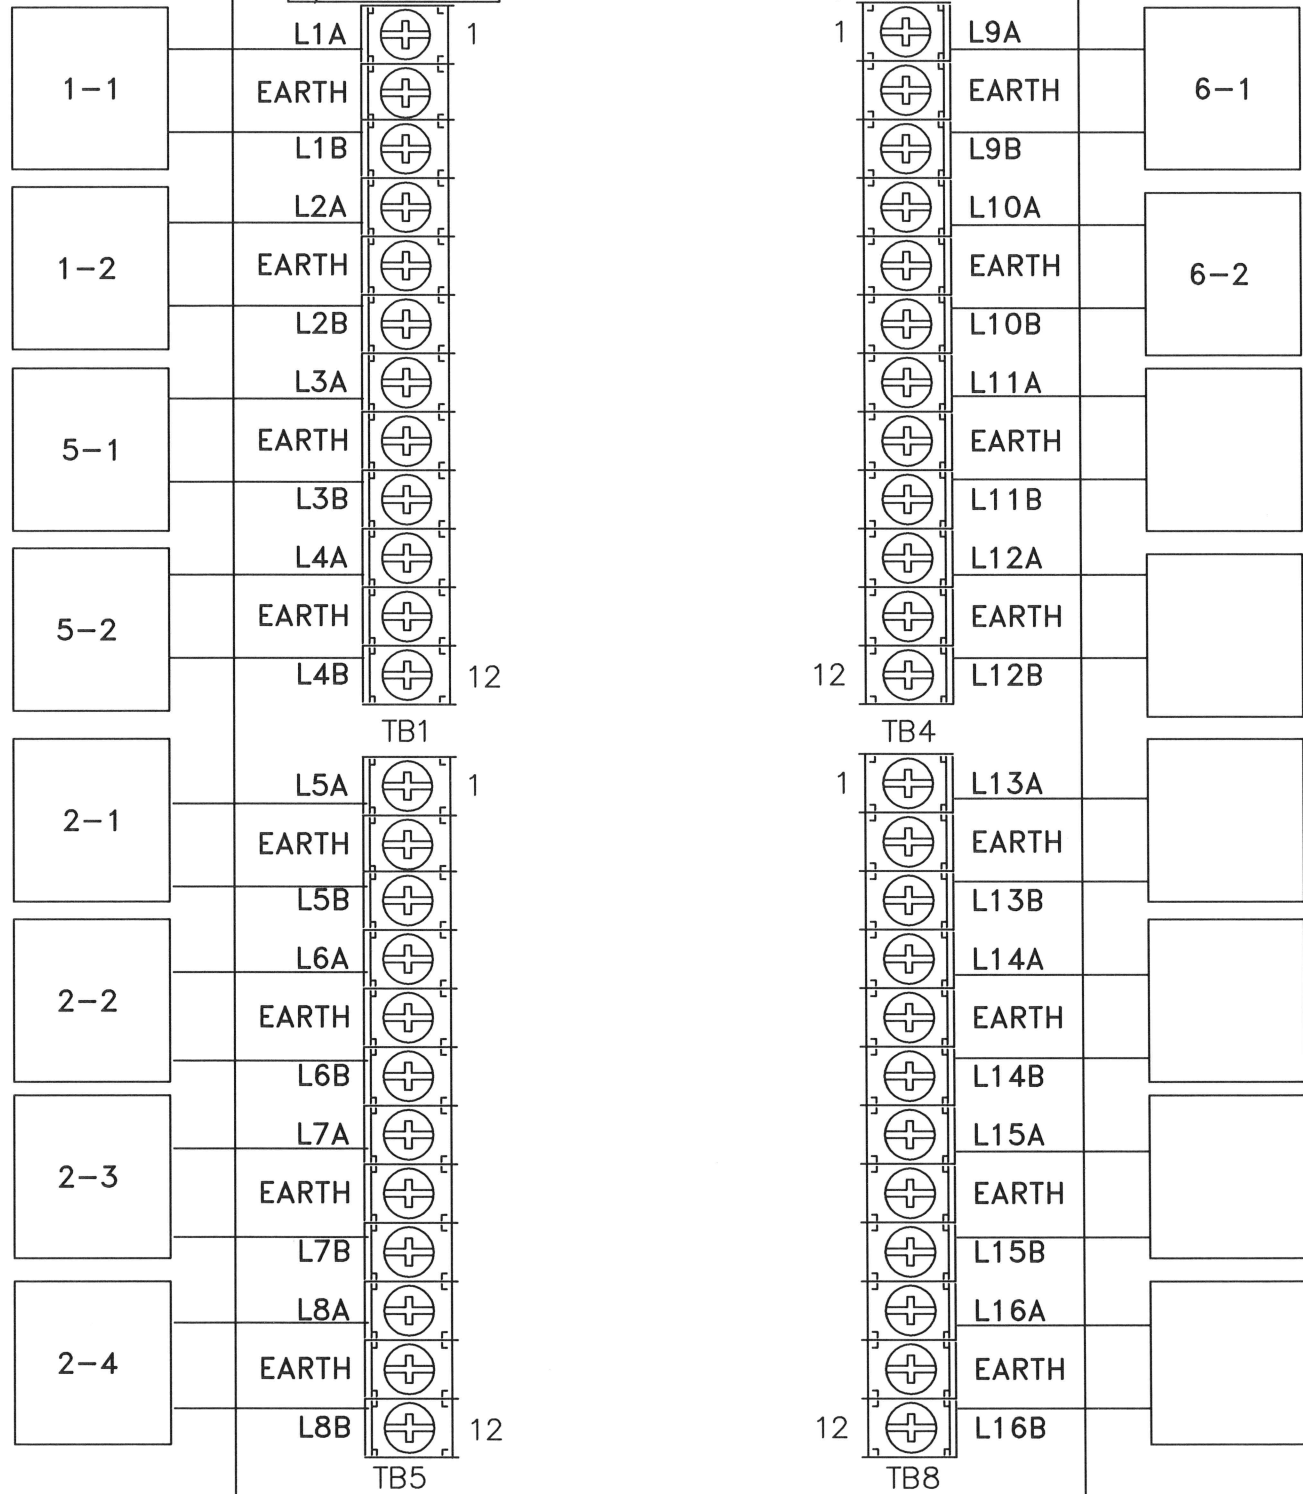 L1A 1
1-1
EARTH
L1B
L2A
1-2
EARTH
L2B
L3A
5-1
EARTH
L3B
L4A
5-2
EARTH
L4B 12
TB1
L5A 1
2-1
EARTH
L5B
L6A
2-2
EARTH
L6B
L7A
2-3
EARTH
L7B
L8A
2-4
EARTH
L8B 12
TB5
1 L9A
EARTH
6-1
L9B
L10A
EARTH
6-2
L10B
L11A
EARTH
L11B
L12A
EARTH
12 L12B
TB4
1 L13A
EARTH
L13B
L14A
EARTH
L14B
L15A
EARTH
L15B
L16A
EARTH
12 L16B
TB8